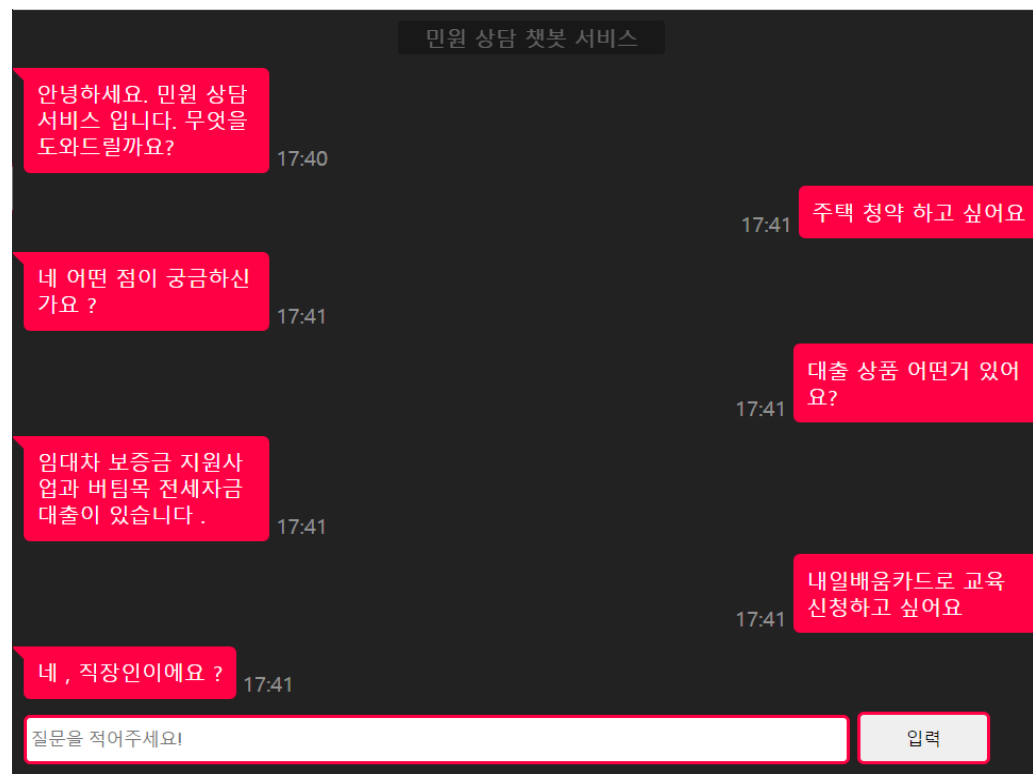 민원 상담 챗봇 서비스
안녕하세요. 민원 상담
서비스 입니다. 무엇을
도와드릴까요?
17:40
주택 청약 하고 싶어요
17:41
네 어떤 점이 궁금하신
가요 ?
17:41
대출 상품 어떤거 있어
요?
17:41
임대차 보증금 지원사
업과 버팀목 전세자금
대출이 있습니다 .
17:41
내일배움카드로 교육
신청하고 싶어요
17:41
네 , 직장인이에요 ?
17:41
질문을 적어주세요!
입력